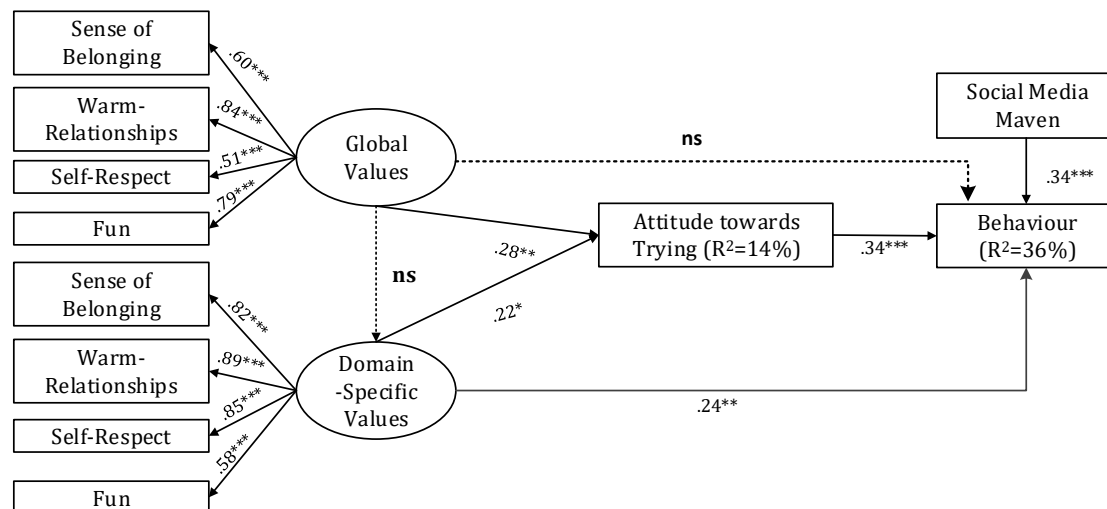 Sense of
Belonging
Warm-
Relationships
Self-Respect
Fun
.60***
.84***
.51***
.79***
Global
Values
ns
Social Media
Maven
.34***
Attitude towards
Trying (R²=14%)
.34***
Behaviour
(R²=36%)
.28**
ns
.22*
Sense of
Belonging
Warm-
Relationships
Self-Respect
Fun
.82***
.89***
.85***
.58***
Domain
-Specific
Values
.24**